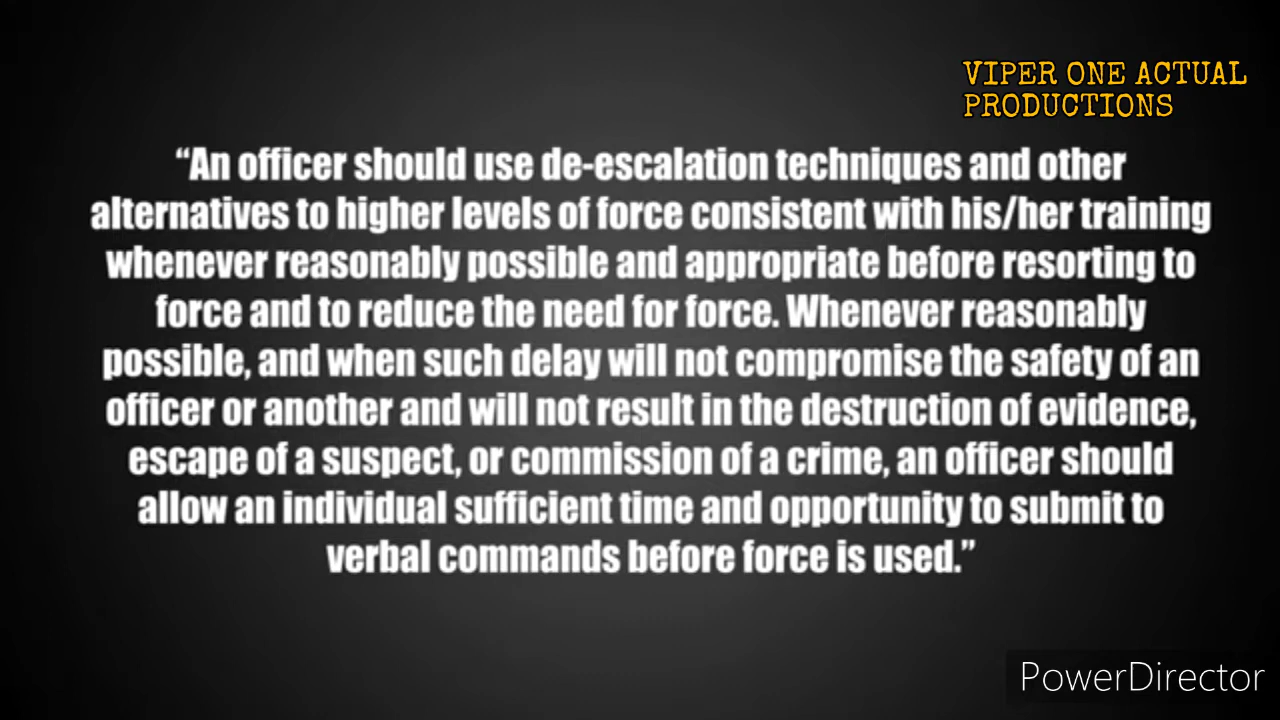 VIPER ONE ACTUAL
PRODUCTIONS
“An officer should use de-escalation techniques and other
alternatives to higher levels of force consistent with his/her training
whenever reasonably possible and appropriate before resorting to
force and to reduce the need for force. Whenever reasonably
possible, and when such delay will not compromise the safety of an
officer or another and will not result in the destruction of evidence,
escape of a suspect, or commission of a crime, an officer should
allow an individual sufficient time and opportunity to submit to
verbal commands before force is used.”
PowerDirector